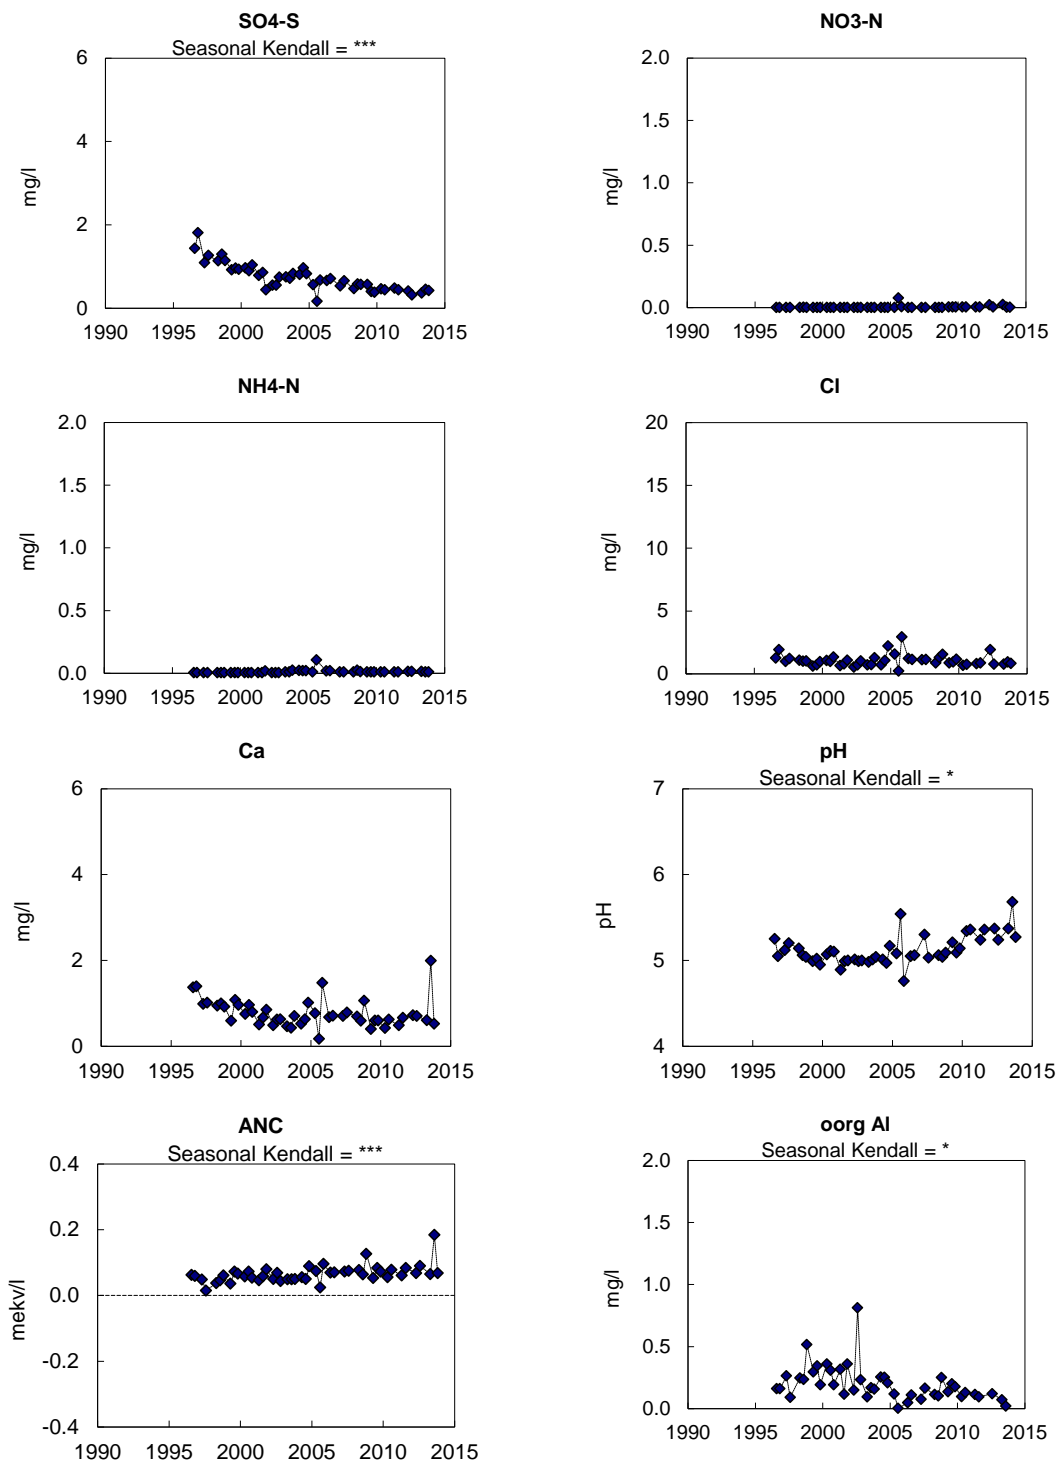 SO4-S
Seasonal Kendall = ***
6
4
2
0
mg/l
1990 1995 2000 2005 2010 2015
NO3-N
2.0
1.5
1.0
0.5
0.0
mg/l
1990 1995 2000 2005 2010 2015
NH4-N
2.0
1.5
1.0
0.5
0.0
mg/l
1990 1995 2000 2005 2010 2015
Cl
20
15
10
5
0
mg/l
1990 1995 2000 2005 2010 2015
Ca
6
4
2
0
mg/l
1990 1995 2000 2005 2010 2015
pH
Seasonal Kendall = *
7
6
5
4
pH
1990 1995 2000 2005 2010 2015
ANC
Seasonal Kendall = ***
0.4
0.2
0.0
-0.2
-0.4
mekv/l
1990 1995 2000 2005 2010 2015
oorg Al
Seasonal Kendall = *
2.0
1.5
1.0
0.5
0.0
mg/l
1990 1995 2000 2005 2010 2015